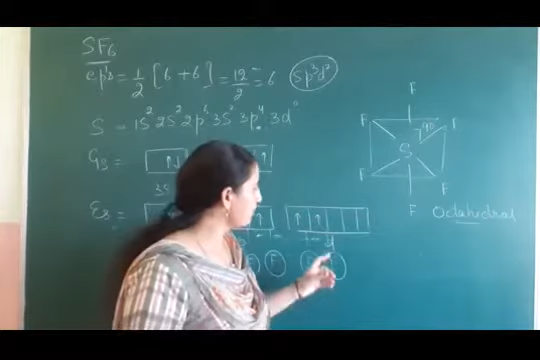 SF6
ep's = 1/2 [6 + 6] = 12/2 = 6 sp³d²
S = 1s² 2s² 2p⁶ 3s² 3p⁴ 3d⁰
GS = ↑↓ ↑
3s
ES = ↑ ↑ ↑
d
F F
F
F F
90
S
F F
F
Octahedral